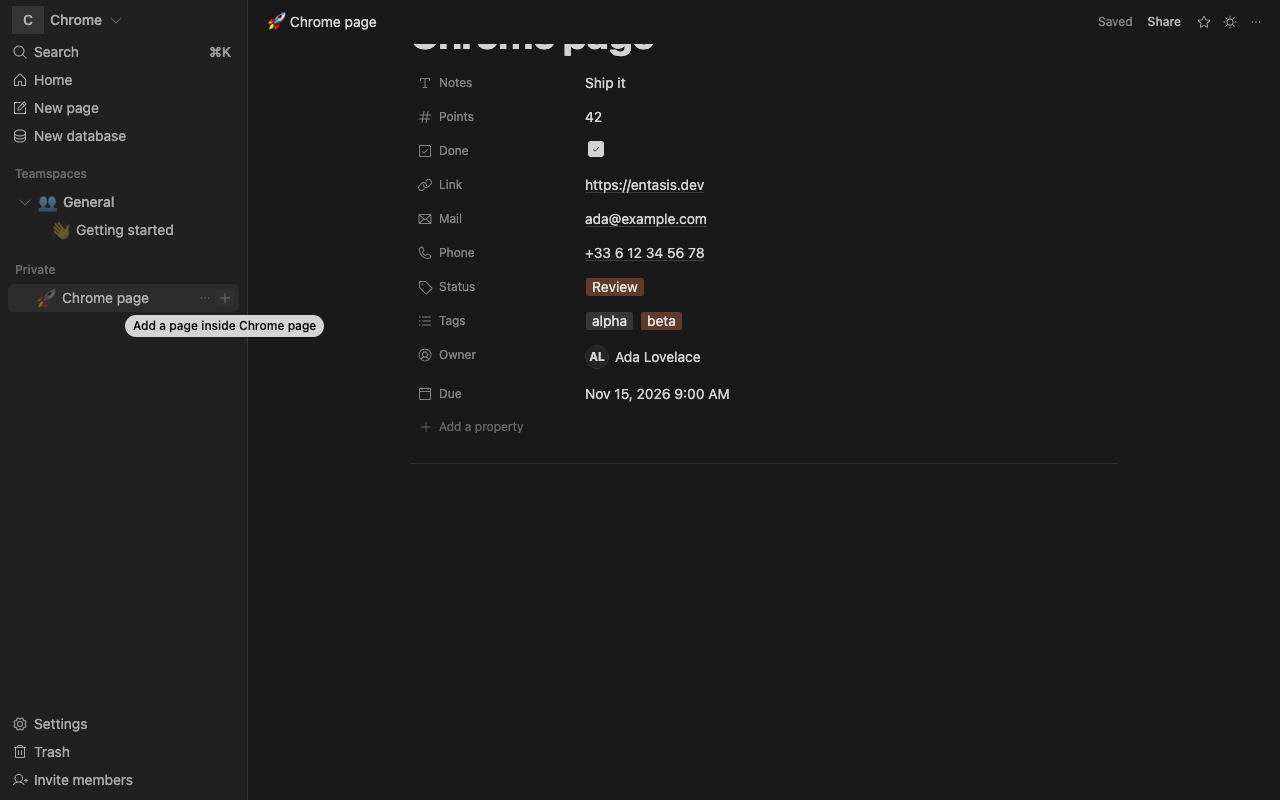 C Chrome
Search ⌘K
Home
New page
New database
Teamspaces
General
Getting started
Private
Chrome page
Add a page inside Chrome page
Settings
Trash
Invite members
Chrome page
Saved Share
Chrome page
Notes Ship it
Points 42
Done
Link https://entasis.dev
Mail ada@example.com
Phone +33 6 12 34 56 78
Status Review
Tags alpha beta
Owner AL Ada Lovelace
Due Nov 15, 2026 9:00 AM
Add a property